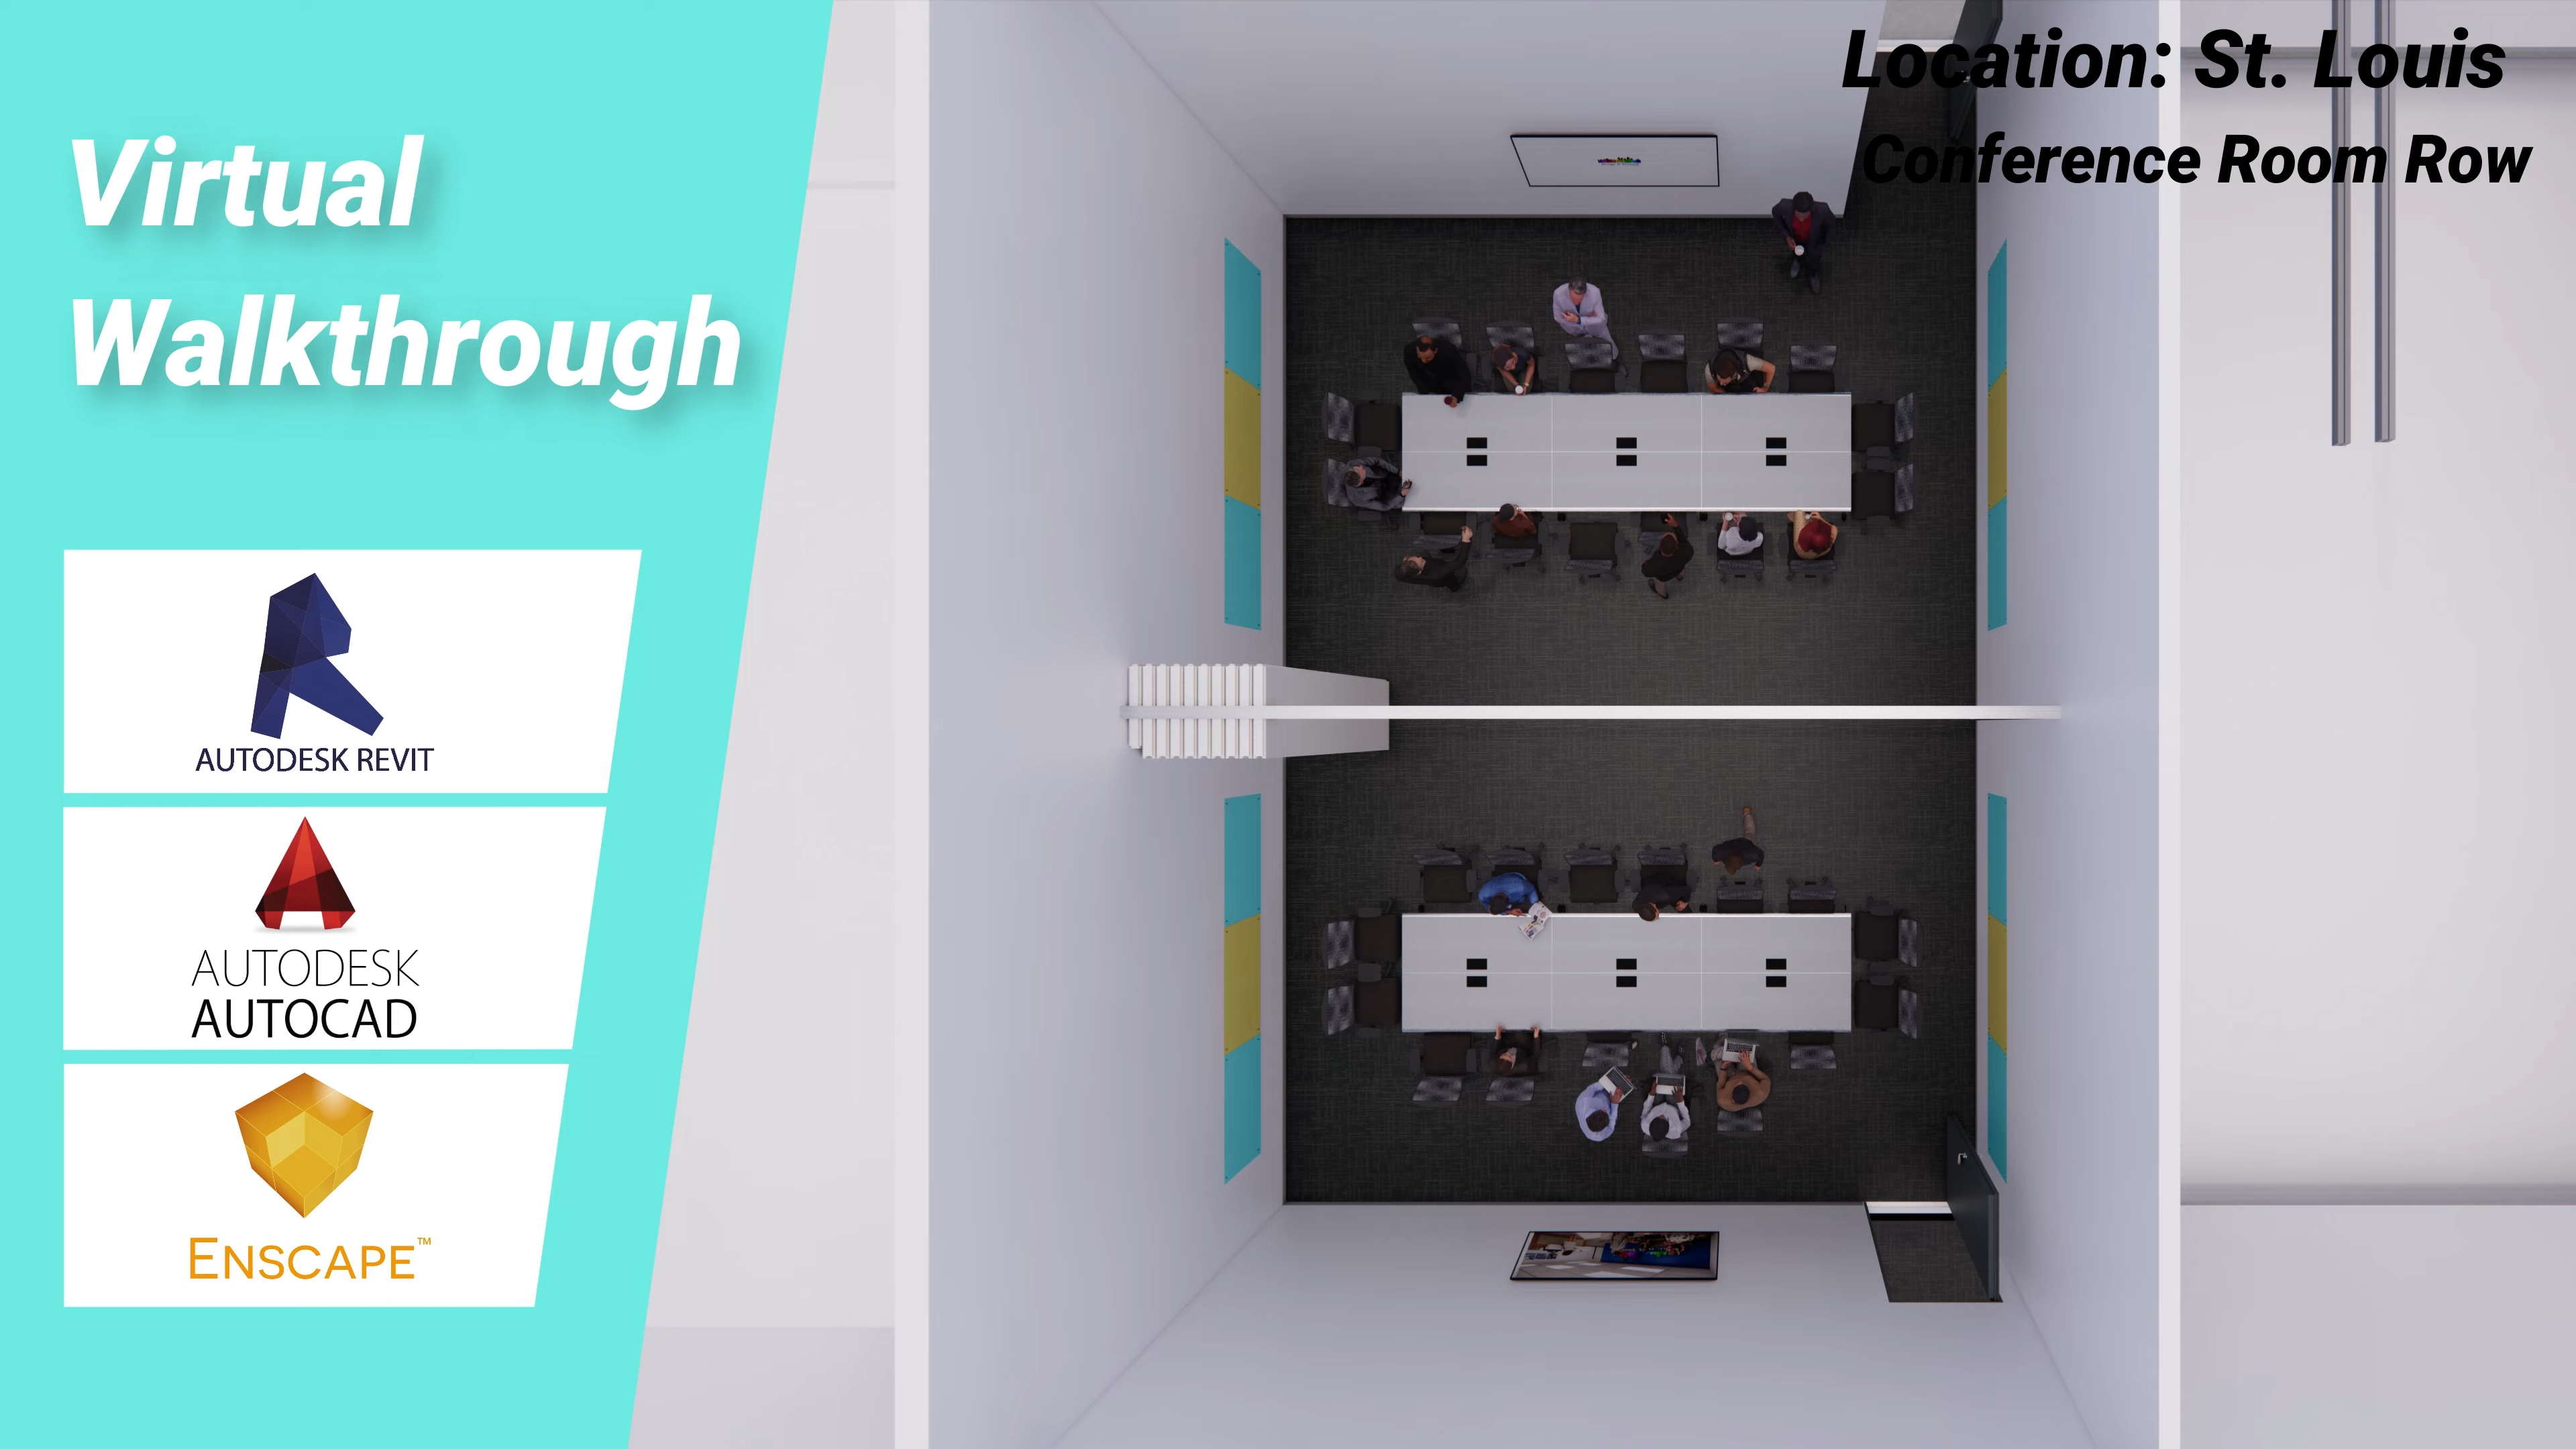 Virtual
Walkthrough
Location: St. Louis
Conference Room Row
AUTODESK REVIT
AUTODESK
AUTOCAD
ENSCAPE™